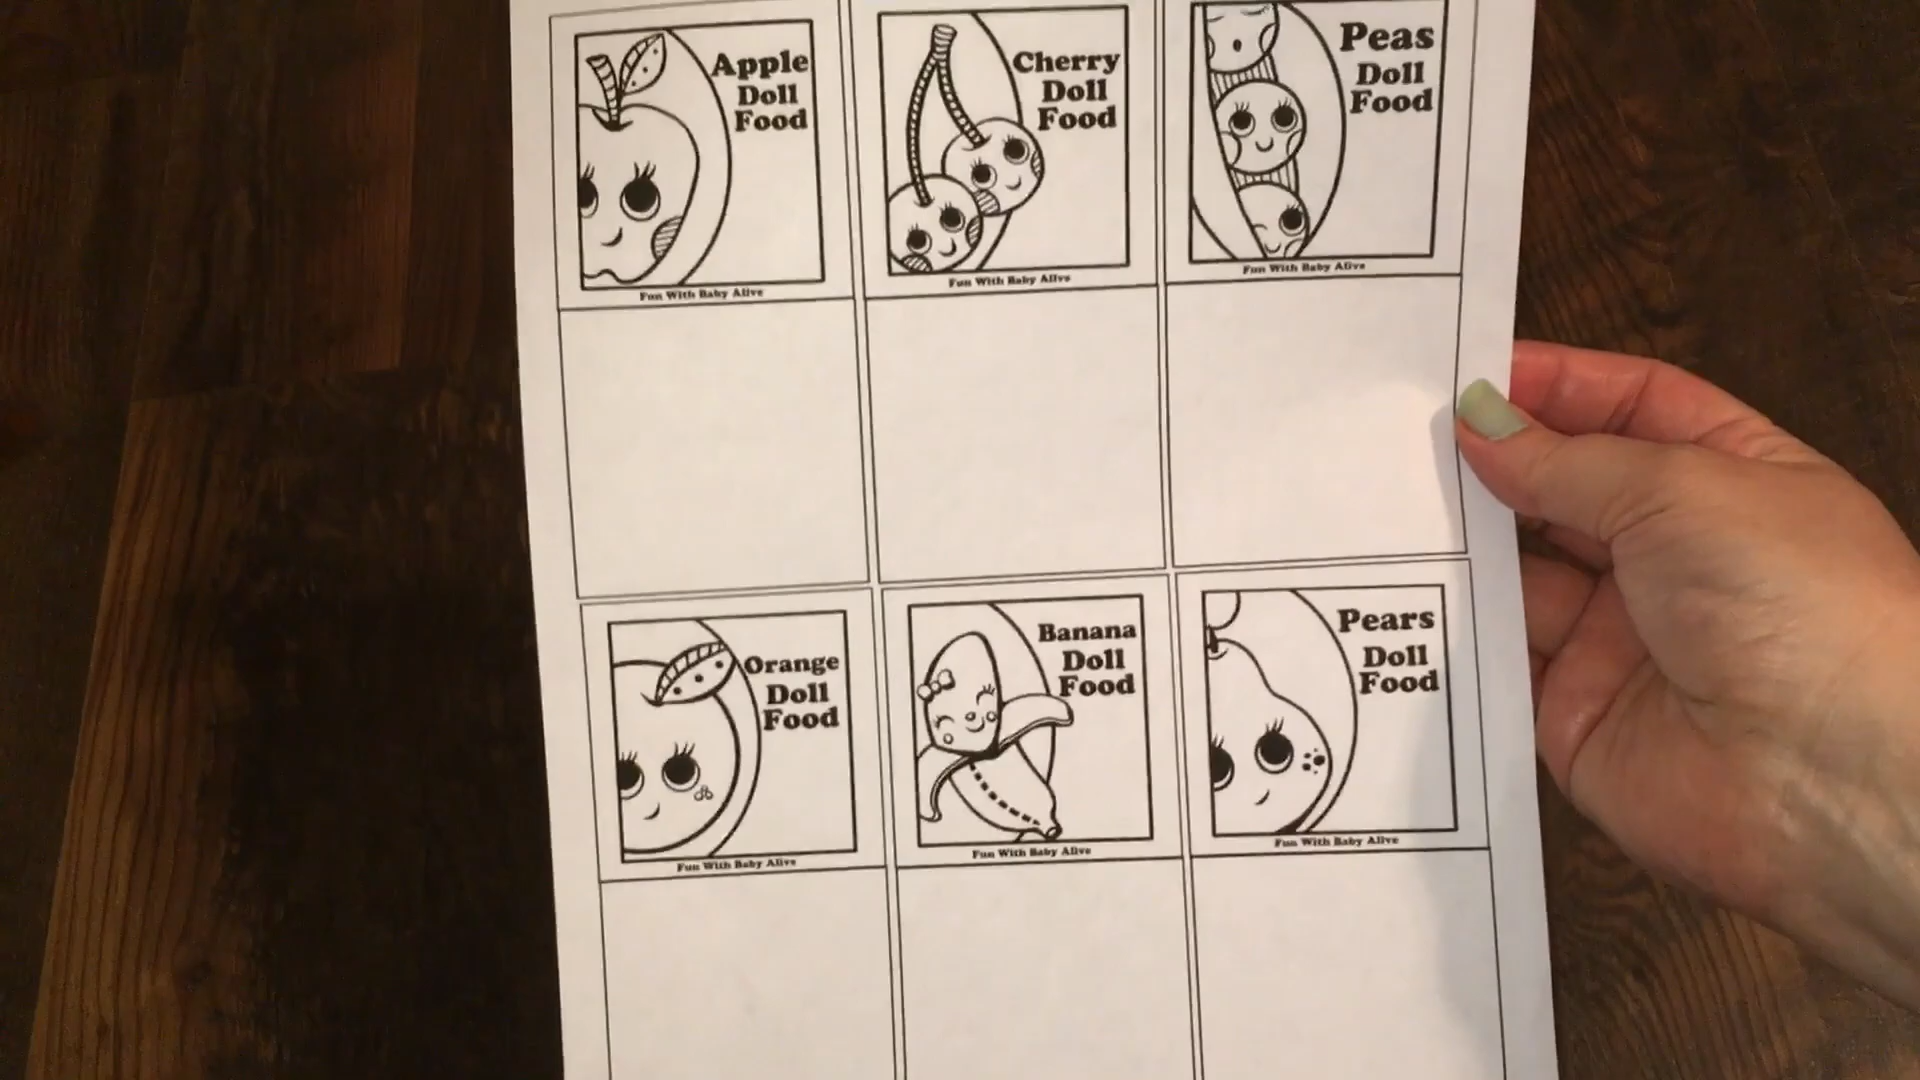 Apple
Doll
Food
Fun With Baby Alive
Cherry
Doll
Food
Fun With Baby Alive
Peas
Doll
Food
Fun With Baby Alive
Orange
Doll
Food
Fun With Baby Alive
Banana
Doll
Food
Fun With Baby Alive
Pears
Doll
Food
Fun With Baby Alive